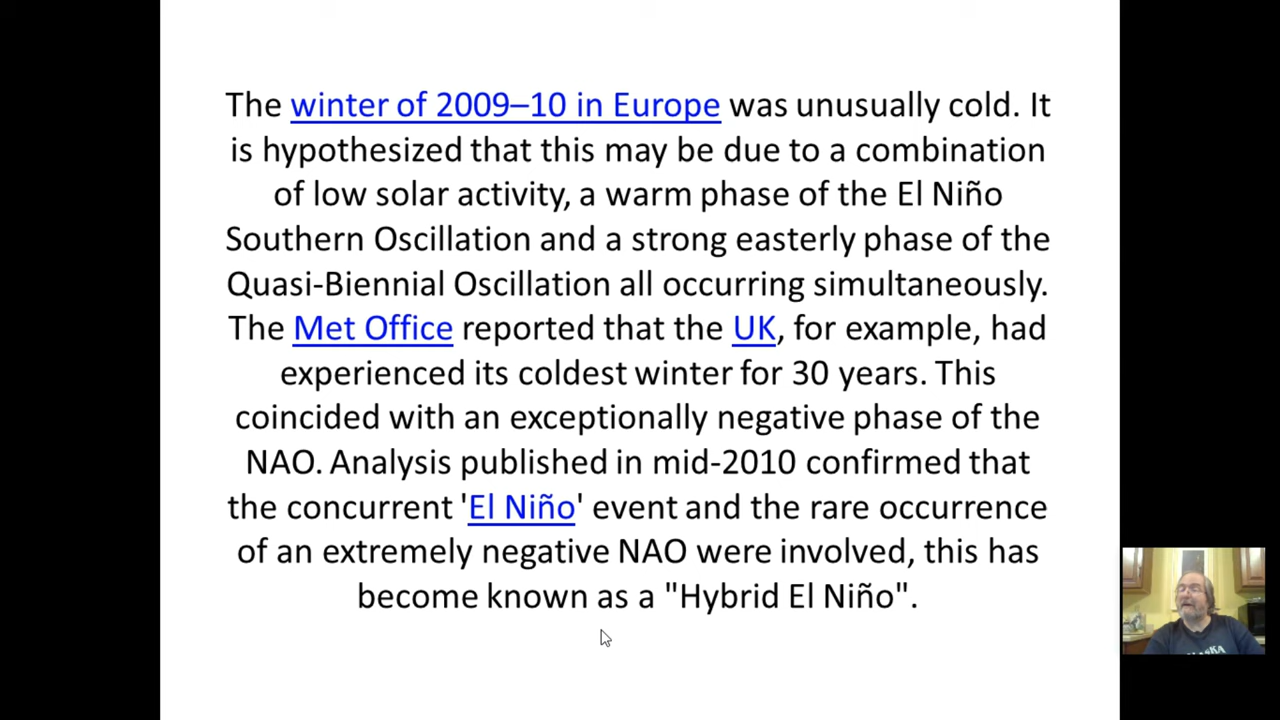 The winter of 2009–10 in Europe was unusually cold. It
is hypothesized that this may be due to a combination
of low solar activity, a warm phase of the El Niño
Southern Oscillation and a strong easterly phase of the
Quasi-Biennial Oscillation all occurring simultaneously.
The Met Office reported that the UK, for example, had
experienced its coldest winter for 30 years. This
coincided with an exceptionally negative phase of the
NAO. Analysis published in mid-2010 confirmed that
the concurrent 'El Niño' event and the rare occurrence
of an extremely negative NAO were involved, this has
become known as a "Hybrid El Niño".